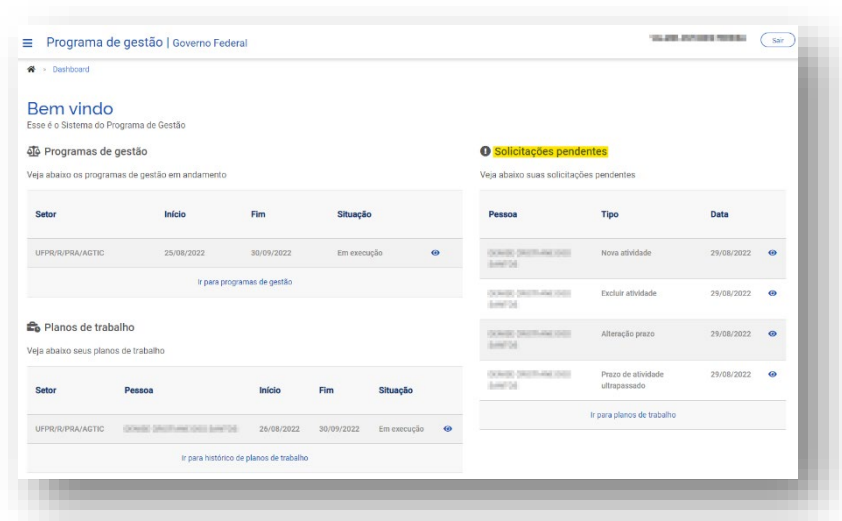 Programa de gestão | Governo Federal
Sair
Dashboard
Bem vindo
Esse é o Sistema do Programa de Gestão
Programas de gestão
Veja abaixo os programas de gestão em andamento
Setor Início Fim Situação
UFPR/R/PRA/AGTIC 25/08/2022 30/09/2022 Em execução
Ir para programas de gestão
Planos de trabalho
Veja abaixo seus planos de trabalho
Setor Pessoa Início Fim Situação
UFPR/R/PRA/AGTIC 26/08/2022 30/09/2022 Em execução
Ir para histórico de planos de trabalho
Solicitações pendentes
Veja abaixo suas solicitações pendentes
Pessoa Tipo Data
Nova atividade 29/08/2022
Excluir atividade 29/08/2022
Alteração prazo 29/08/2022
Prazo de atividade 29/08/2022
ultrapassado
Ir para planos de trabalho